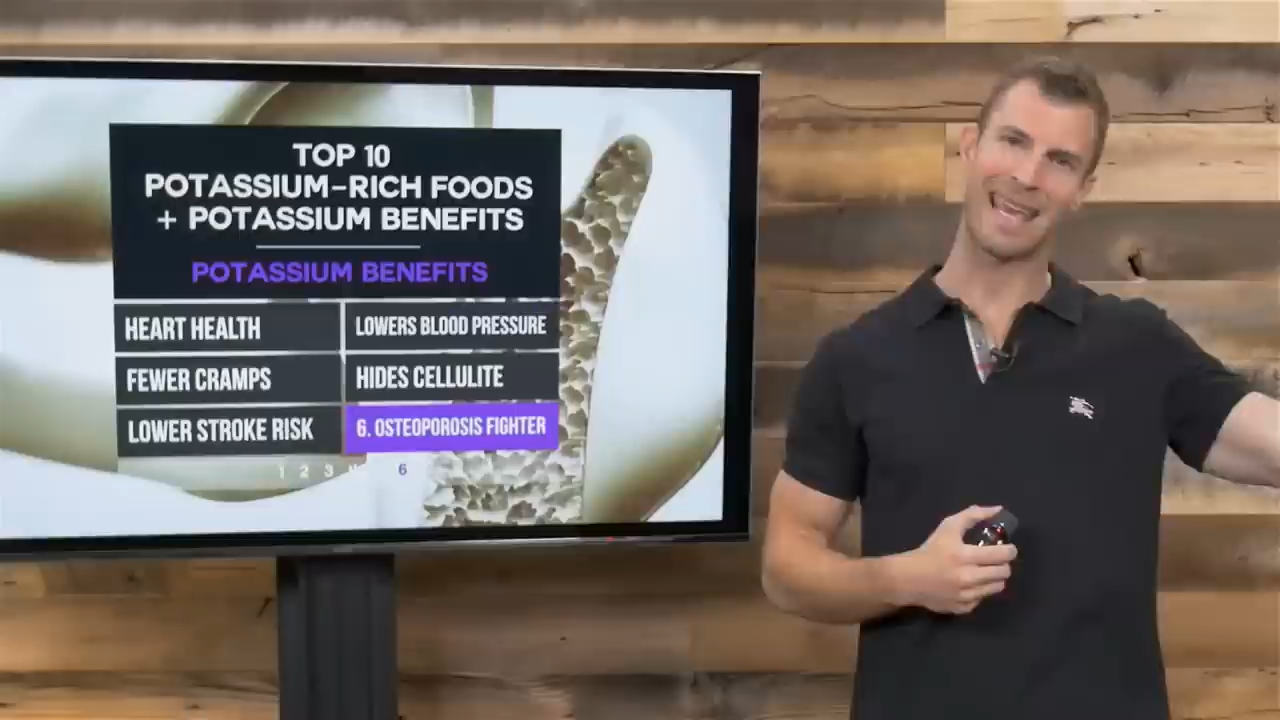 TOP 10
POTASSIUM-RICH FOODS
+ POTASSIUM BENEFITS
POTASSIUM BENEFITS
HEART HEALTH
LOWERS BLOOD PRESSURE
FEWER CRAMPS
HIDES CELLULITE
LOWER STROKE RISK
6. OSTEOPOROSIS FIGHTER
1 2 3 6